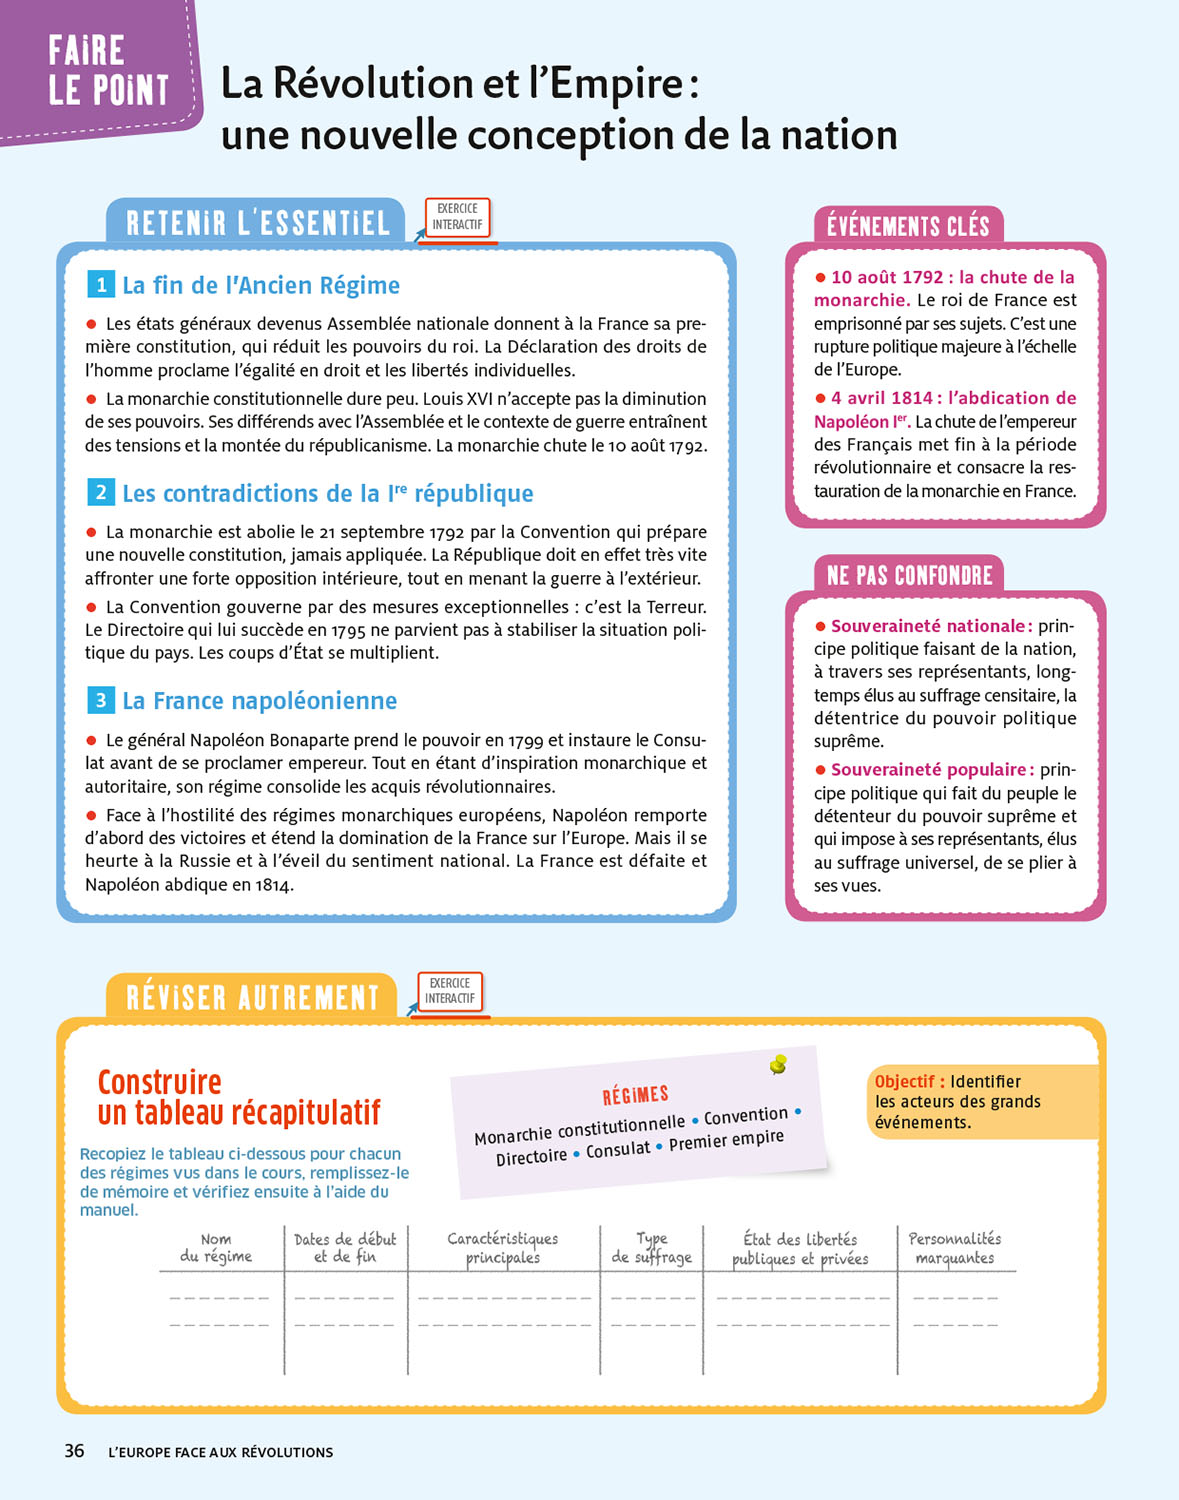 FAIRE
LE POINT
La Révolution et l'Empire :
une nouvelle conception de la nation
RETENIR L'ESSENTIEL
EXERCICE
INTERACTIF
1 La fin de l'Ancien Régime
• Les états généraux devenus Assemblée nationale donnent à la France sa pre-
mière constitution, qui réduit les pouvoirs du roi. La Déclaration des droits de
l'homme proclame l'égalité en droit et les libertés individuelles.
• La monarchie constitutionnelle dure peu. Louis XVI n'accepte pas la diminution
de ses pouvoirs. Ses différends avec l'Assemblée et le contexte de guerre entraînent
des tensions et la montée du républicanisme. La monarchie chute le 10 août 1792.
2 Les contradictions de la Ire république
• La monarchie est abolie le 21 septembre 1792 par la Convention qui prépare
une nouvelle constitution, jamais appliquée. La République doit en effet très vite
affronter une forte opposition intérieure, tout en menant la guerre à l'extérieur.
• La Convention gouverne par des mesures exceptionnelles : c'est la Terreur.
Le Directoire qui lui succède en 1795 ne parvient pas à stabiliser la situation poli-
tique du pays. Les coups d'État se multiplient.
3 La France napoléonienne
• Le général Napoléon Bonaparte prend le pouvoir en 1799 et instaure le Consu-
lat avant de se proclamer empereur. Tout en étant d'inspiration monarchique et
autoritaire, son régime consolide les acquis révolutionnaires.
• Face à l'hostilité des régimes monarchiques européens, Napoléon remporte
d'abord des victoires et étend la domination de la France sur l'Europe. Mais il se
heurte à la Russie et à l'éveil du sentiment national. La France est défaite et
Napoléon abdique en 1814.
ÉVÉNEMENTS CLÉS
• 10 août 1792 : la chute de la
monarchie. Le roi de France est
emprisonné par ses sujets. C'est une
rupture politique majeure à l'échelle
de l'Europe.
• 4 avril 1814 : l'abdication de
Napoléon Ier. La chute de l'empereur
des Français met fin à la période
révolutionnaire et consacre la res-
tauration de la monarchie en France.
NE PAS CONFONDRE
• Souveraineté nationale : prin-
cipe politique faisant de la nation,
à travers ses représentants, long-
temps élus au suffrage censitaire, la
détentrice du pouvoir politique
suprême.
• Souveraineté populaire : prin-
cipe politique qui fait du peuple le
détenteur du pouvoir suprême et
qui impose à ses représentants, élus
au suffrage universel, de se plier à
ses vues.
RÉVISER AUTREMENT
EXERCICE
INTERACTIF
Construire
un tableau récapitulatif
Recopiez le tableau ci-dessous pour chacun
des régimes vus dans le cours, remplissez-le
de mémoire et vérifiez ensuite à l'aide du
manuel.
RÉGIMES
Monarchie constitutionnelle • Convention •
Directoire • Consulat • Premier empire
Objectif : Identifier
les acteurs des grands
événements.
Nom
du régime
Dates de début
et de fin
Caractéristiques
principales
Type
de suffrage
État des libertés
publiques et privées
Personnalités
marquantes
36 L'EUROPE FACE AUX RÉVOLUTIONS